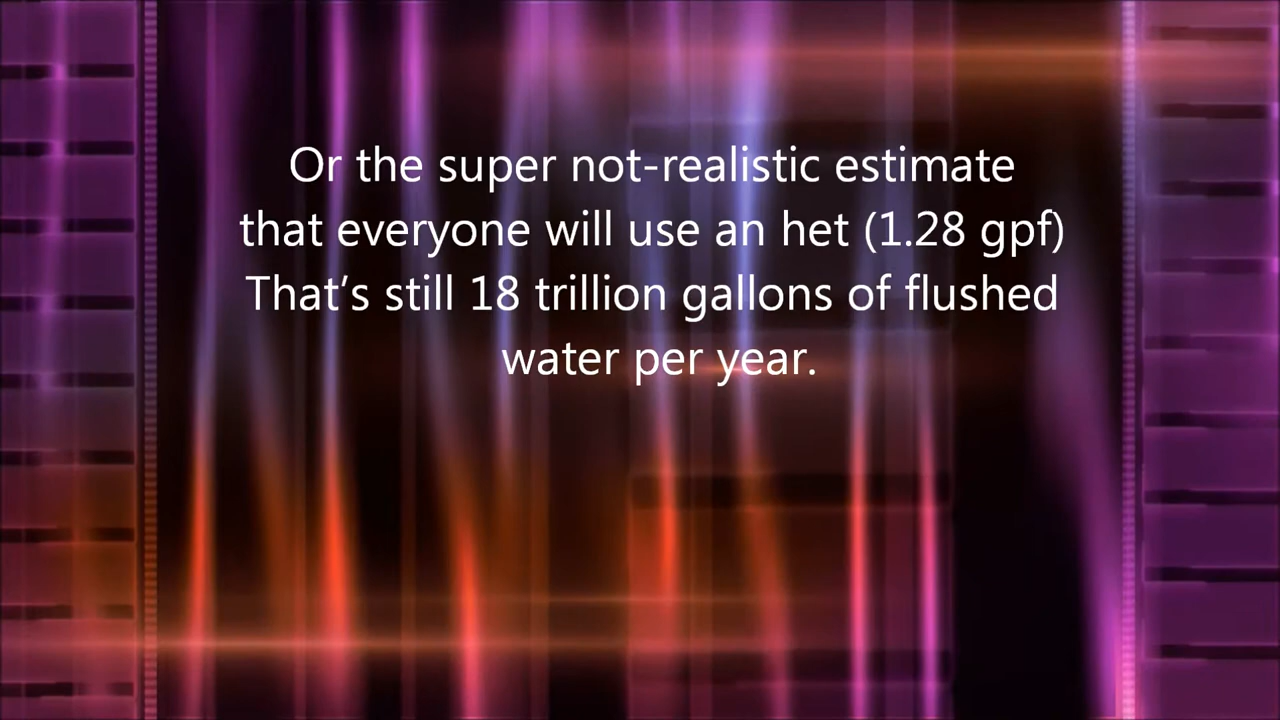 Or the super not-realistic estimate
that everyone will use an het (1.28 gpf)
That’s still 18 trillion gallons of flushed
water per year.